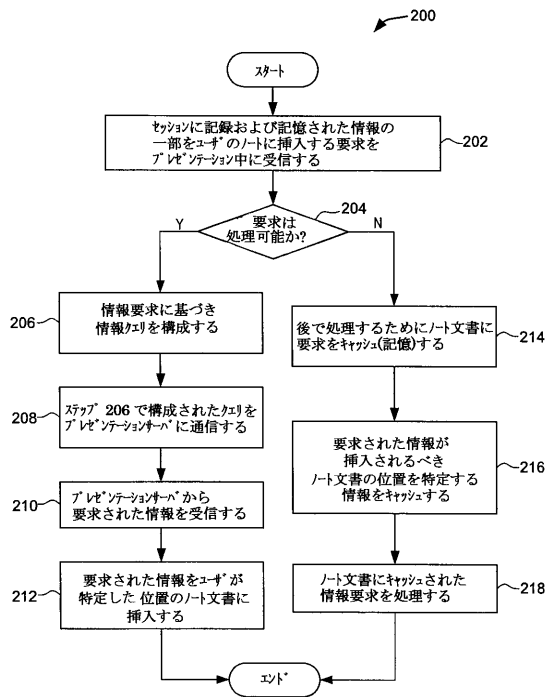 200
スタート
セッションに記録および記憶された情報の
一部をユーザのノートに挿入する要求を
プレゼンテーション中に受信する
202
204
要求は
処理可能か?
Y
N
情報要求に基づき
情報クエリを構成する
206
後で処理するためにノート文書に
要求をキャッシュ(記憶)する
214
ステップ 206 で構成されたクエリを
プレゼンテーションサーバに通信する
208
要求された情報が
挿入されるべき
ノート文書の位置を特定する
情報をキャッシュする
216
プレゼンテーションサーバから
要求された情報を受信する
210
要求された情報をユーザが
特定した 位置のノート文書に
挿入する
212
ノート文書にキャッシュされた
情報要求を処理する
218
エンド